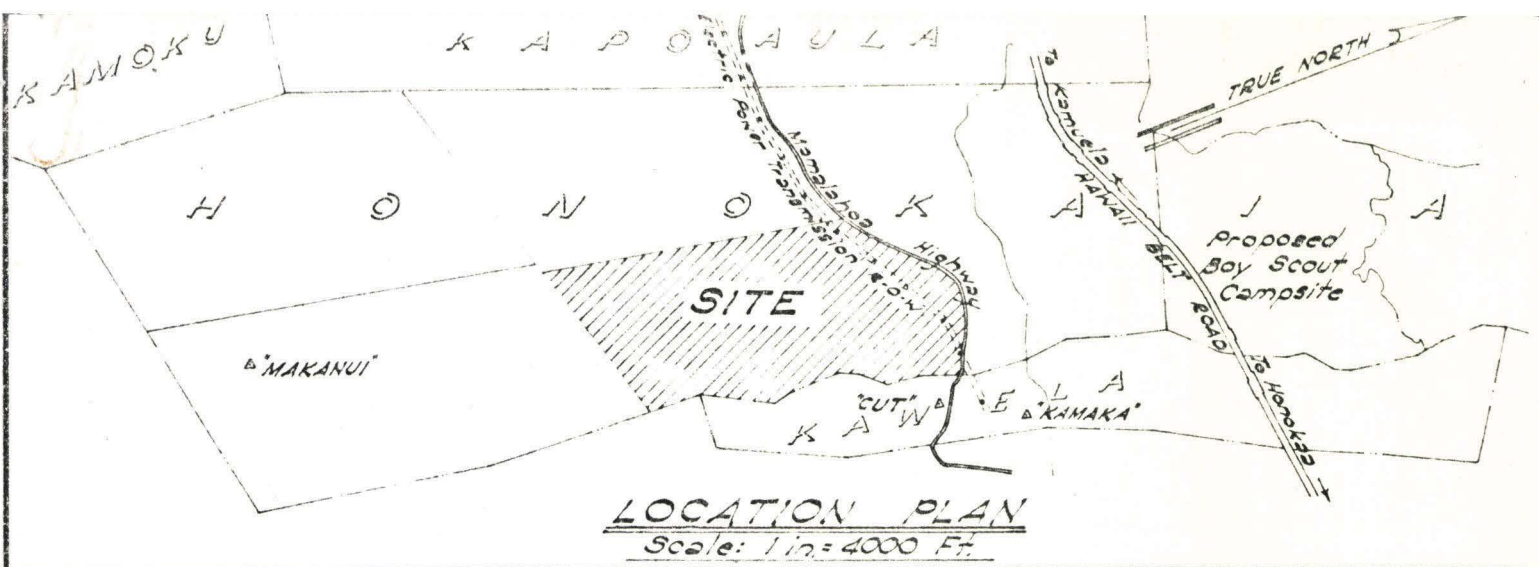 KAMOKU
KAPOAULA
TRUE NORTH
To Kamuela
HAWAII BELT ROAD
To Honokaa
Electric Power Transmission R-O-W
Mamalahoa Highway
HONOKAIA
Proposed
Boy Scout
Campsite
SITE
"MAKANUI"
"CUT"
KAWELA
"KAMAKA"
LOCATION PLAN
Scale: 1 in. = 4000 Ft.